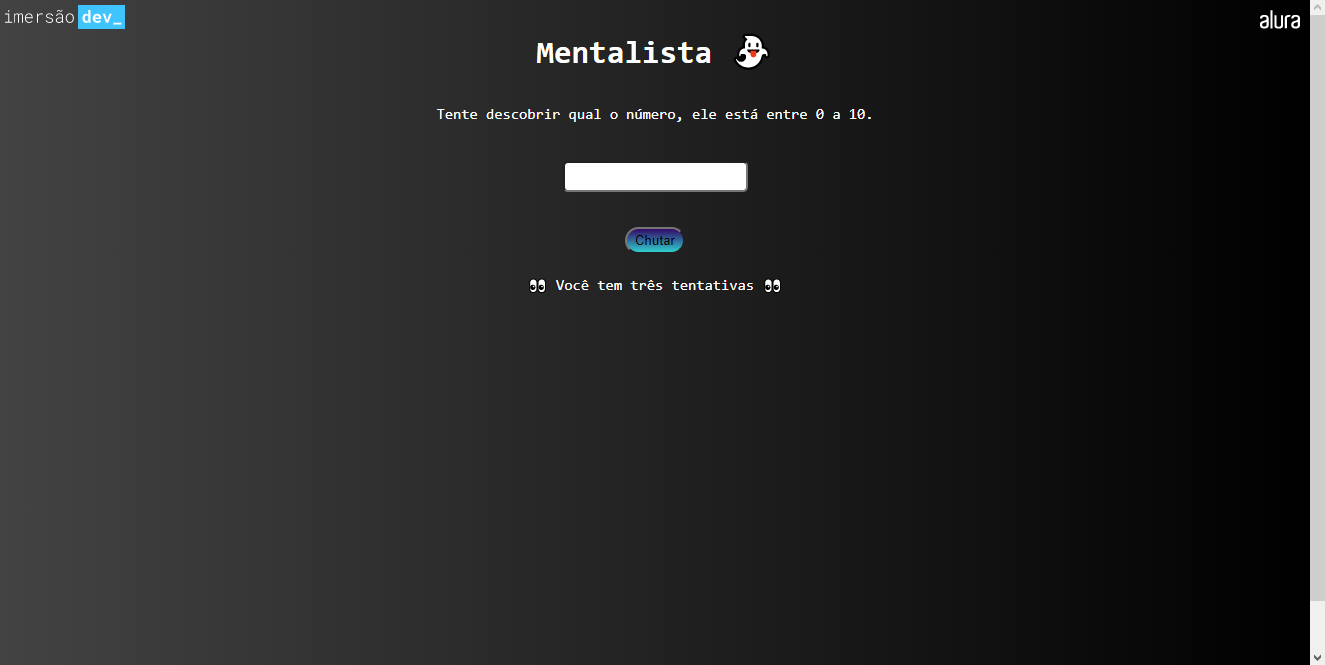 imersão dev_
alura
Mentalista 👻
Tente descobrir qual o número, ele está entre 0 a 10.
Chutar
👀 Você tem três tentativas 👀